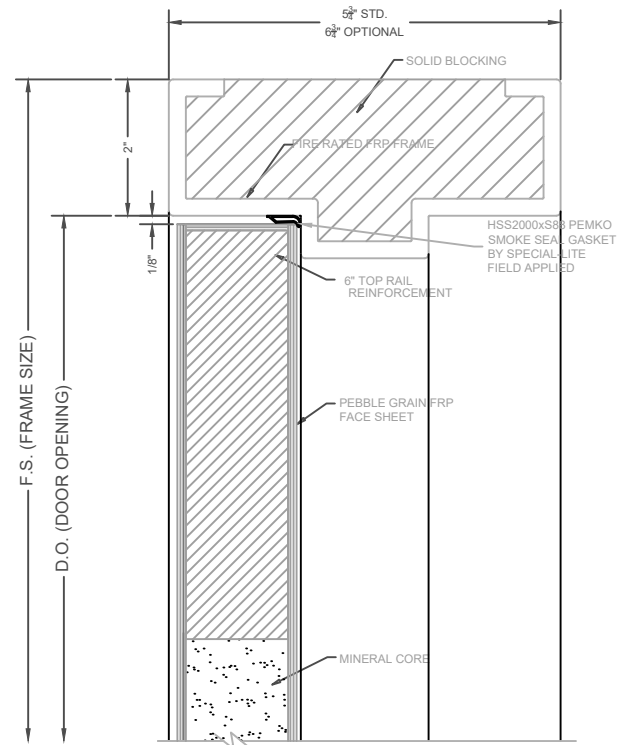 5¾" STD.
6¾" OPTIONAL
SOLID BLOCKING
2"
FIRE RATED FRP FRAME
HSS2000xS88 PEMKO
SMOKE SEAL GASKET
BY SPECIAL-LITE
FIELD APPLIED
1/8"
6" TOP RAIL
REINFORCEMENT
F.S. (FRAME SIZE)
D.O. (DOOR OPENING)
PEBBLE GRAIN FRP
FACE SHEET
MINERAL CORE